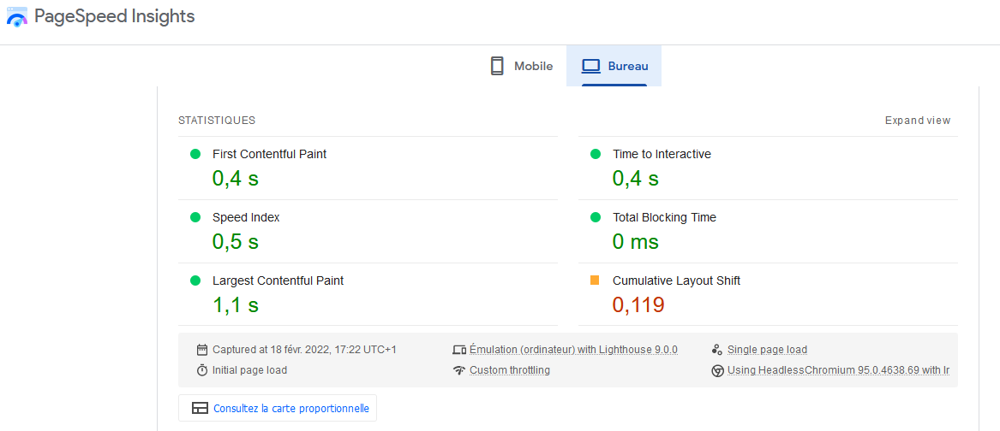 PageSpeed Insights
Mobile
Bureau
STATISTIQUES
Expand view
First Contentful Paint
0,4 s
Time to Interactive
0,4 s
Speed Index
0,5 s
Total Blocking Time
0 ms
Largest Contentful Paint
1,1 s
Cumulative Layout Shift
0,119
Captured at 18 févr. 2022, 17:22 UTC+1
Émulation (ordinateur) with Lighthouse 9.0.0
Single page load
Initial page load
Custom throttling
Using HeadlessChromium 95.0.4638.69 with lr
Consultez la carte proportionnelle